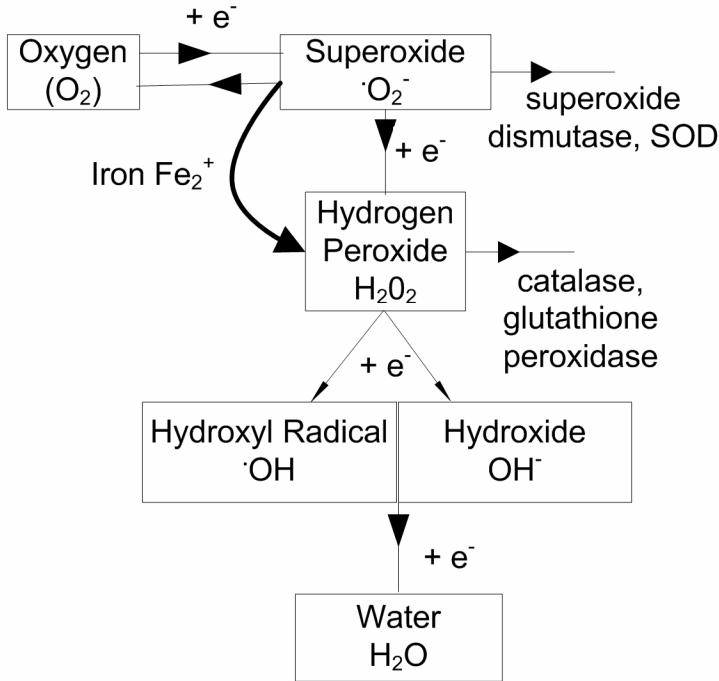 + e⁻
Oxygen
(O₂)
Superoxide
·O₂⁻
superoxide
dismutase, SOD
+ e⁻
Iron Fe₂⁺
Hydrogen
Peroxide
H₂0₂
catalase,
glutathione
peroxidase
+ e⁻
Hydroxyl Radical
·OH
Hydroxide
OH⁻
+ e⁻
Water
H₂O